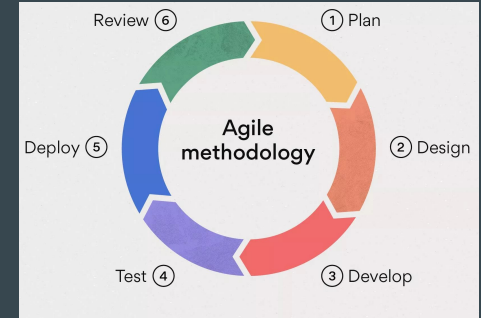 Agile
methodology
① Plan
② Design
③ Develop
Test ④
Deploy ⑤
Review ⑥